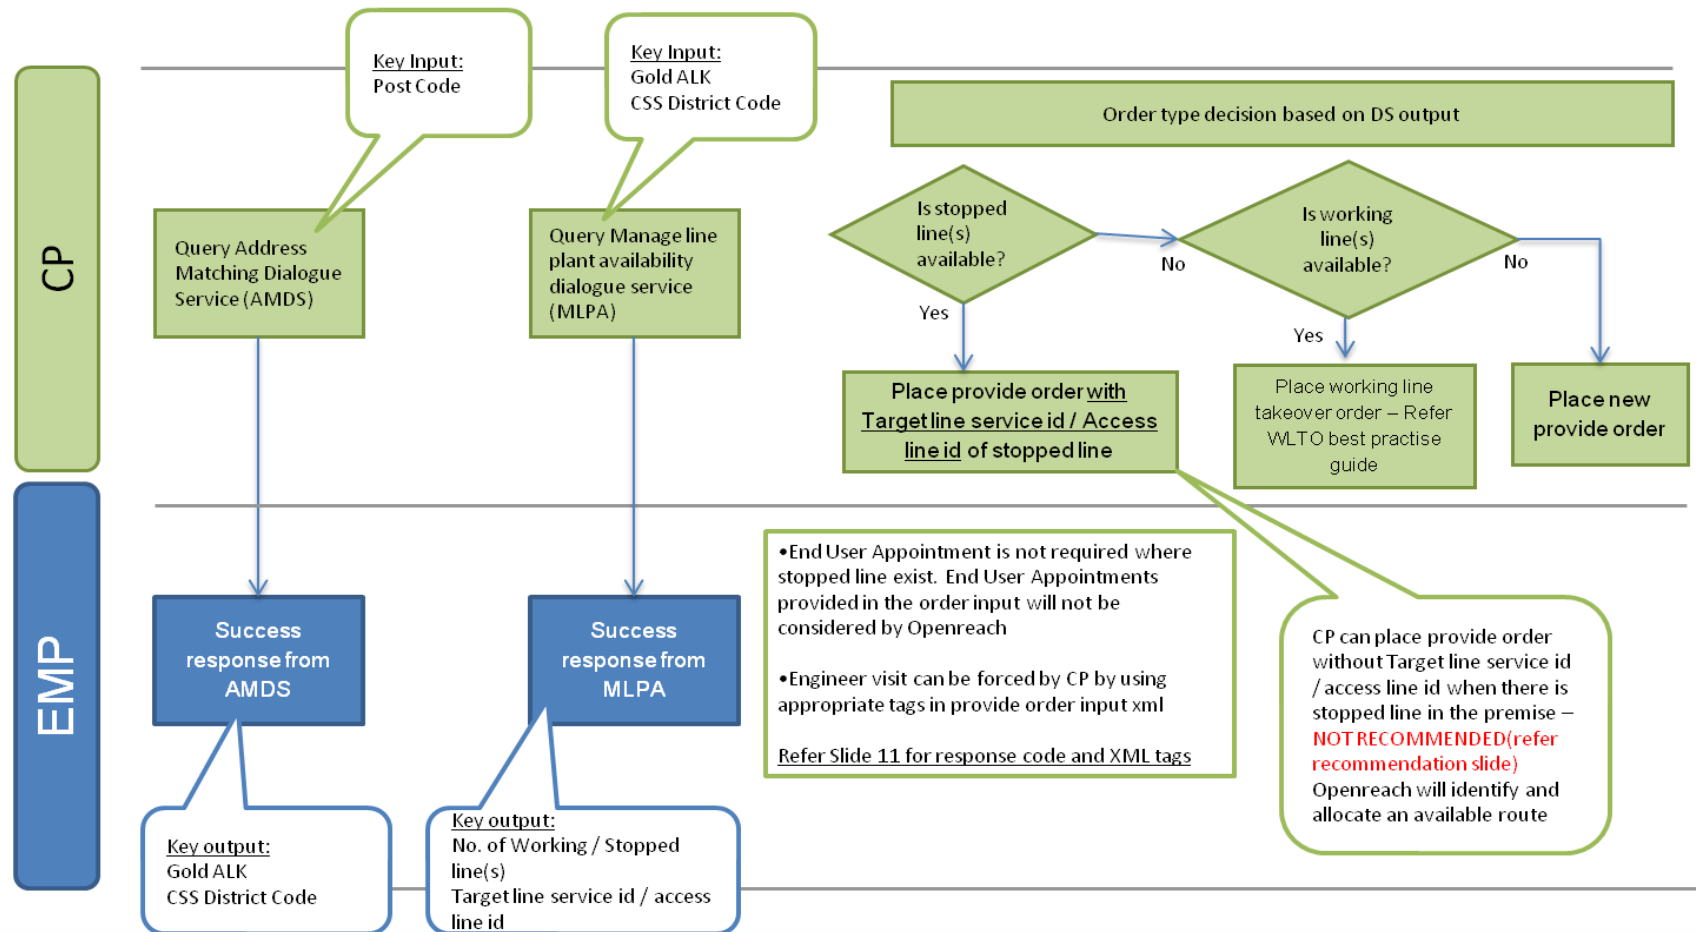 Key Input:
Post Code
Key Input:
Gold ALK
CSS District Code
Order type decision based on DS output
CP
Query Address
Matching Dialogue
Service (AMDS)
Query Manage line
plant availability
dialogue service
(MLPA)
Is stopped
line(s)
available?
No
Yes
Is working
line(s)
available?
No
Yes
Place provide order with
Target line service id / Access
line id of stopped line
Place working line
takeover order – Refer
WLTO best practise
guide
Place new
provide order
EMP
Success
response from
AMDS
Success
response from
MLPA
•End User Appointment is not required where
stopped line exist. End User Appointments
provided in the order input will not be
considered by Openreach
•Engineer visit can be forced by CP by using
appropriate tags in provide order input xml
Refer Slide 11 for response code and XML tags
CP can place provide order
without Target line service id
/ access line id when there is
stopped line in the premise –
NOT RECOMMENDED(refer
recommendation slide)
Openreach will identify and
allocate an available route
Key output:
Gold ALK
CSS District Code
Key output:
No. of Working / Stopped
line(s)
Target line service id / access
line id